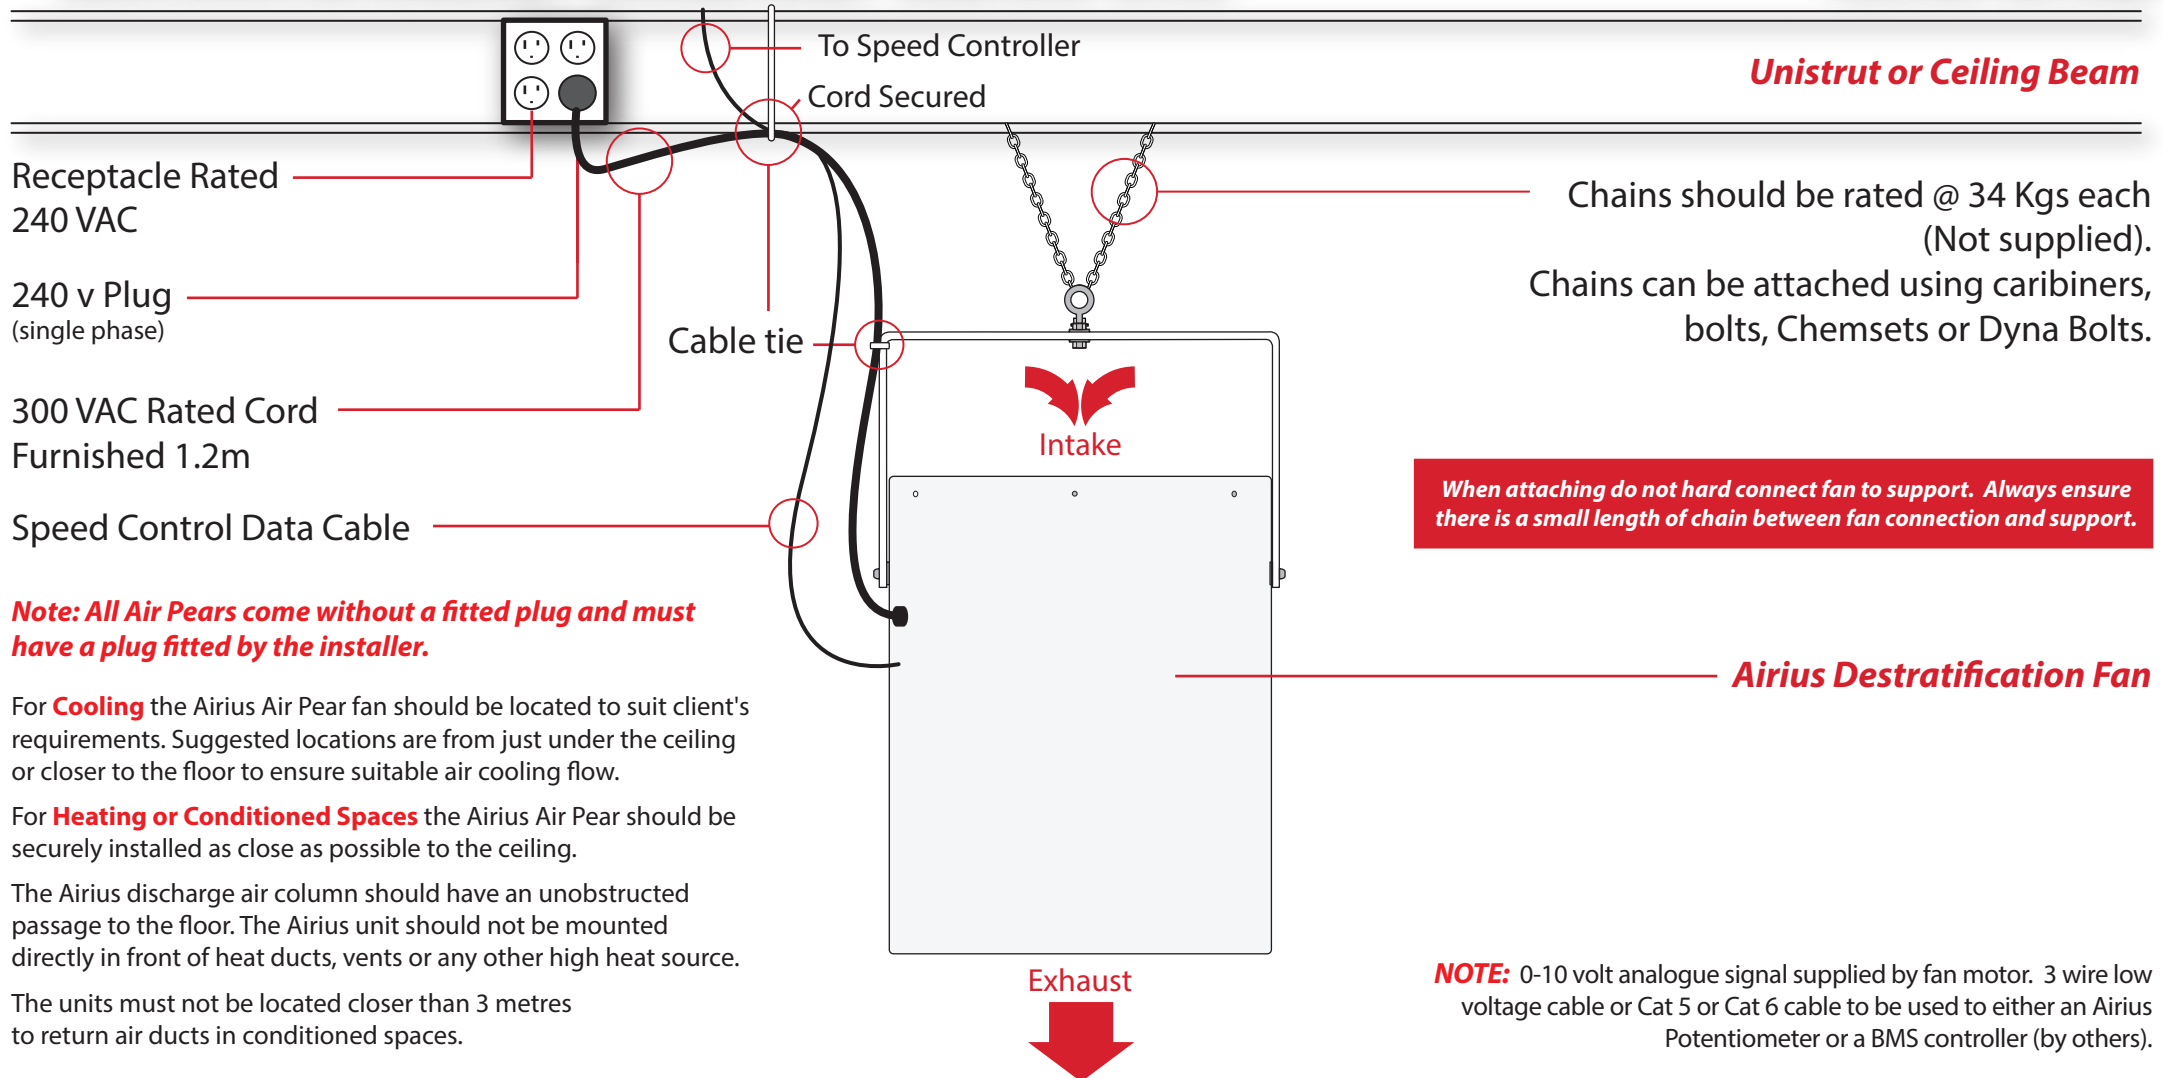 To Speed Controller
Cord Secured
Unistrut or Ceiling Beam
Receptacle Rated
240 VAC
240 v Plug
(single phase)
300 VAC Rated Cord
Furnished 1.2m
Speed Control Data Cable
Cable tie
Chains should be rated @ 34 Kgs each
(Not supplied).
Chains can be attached using caribiners,
bolts, Chemsets or Dyna Bolts.
Intake
When attaching do not hard connect fan to support. Always ensure
there is a small length of chain between fan connection and support.
Note: All Air Pears come without a fitted plug and must
have a plug fitted by the installer.
Airius Destratification Fan
For Cooling the Airius Air Pear fan should be located to suit client's
requirements. Suggested locations are from just under the ceiling
or closer to the floor to ensure suitable air cooling flow.
For Heating or Conditioned Spaces the Airius Air Pear should be
securely installed as close as possible to the ceiling.
The Airius discharge air column should have an unobstructed
passage to the floor. The Airius unit should not be mounted
directly in front of heat ducts, vents or any other high heat source.
The units must not be located closer than 3 metres
to return air ducts in conditioned spaces.
Exhaust
NOTE: 0-10 volt analogue signal supplied by fan motor. 3 wire low
voltage cable or Cat 5 or Cat 6 cable to be used to either an Airius
Potentiometer or a BMS controller (by others).